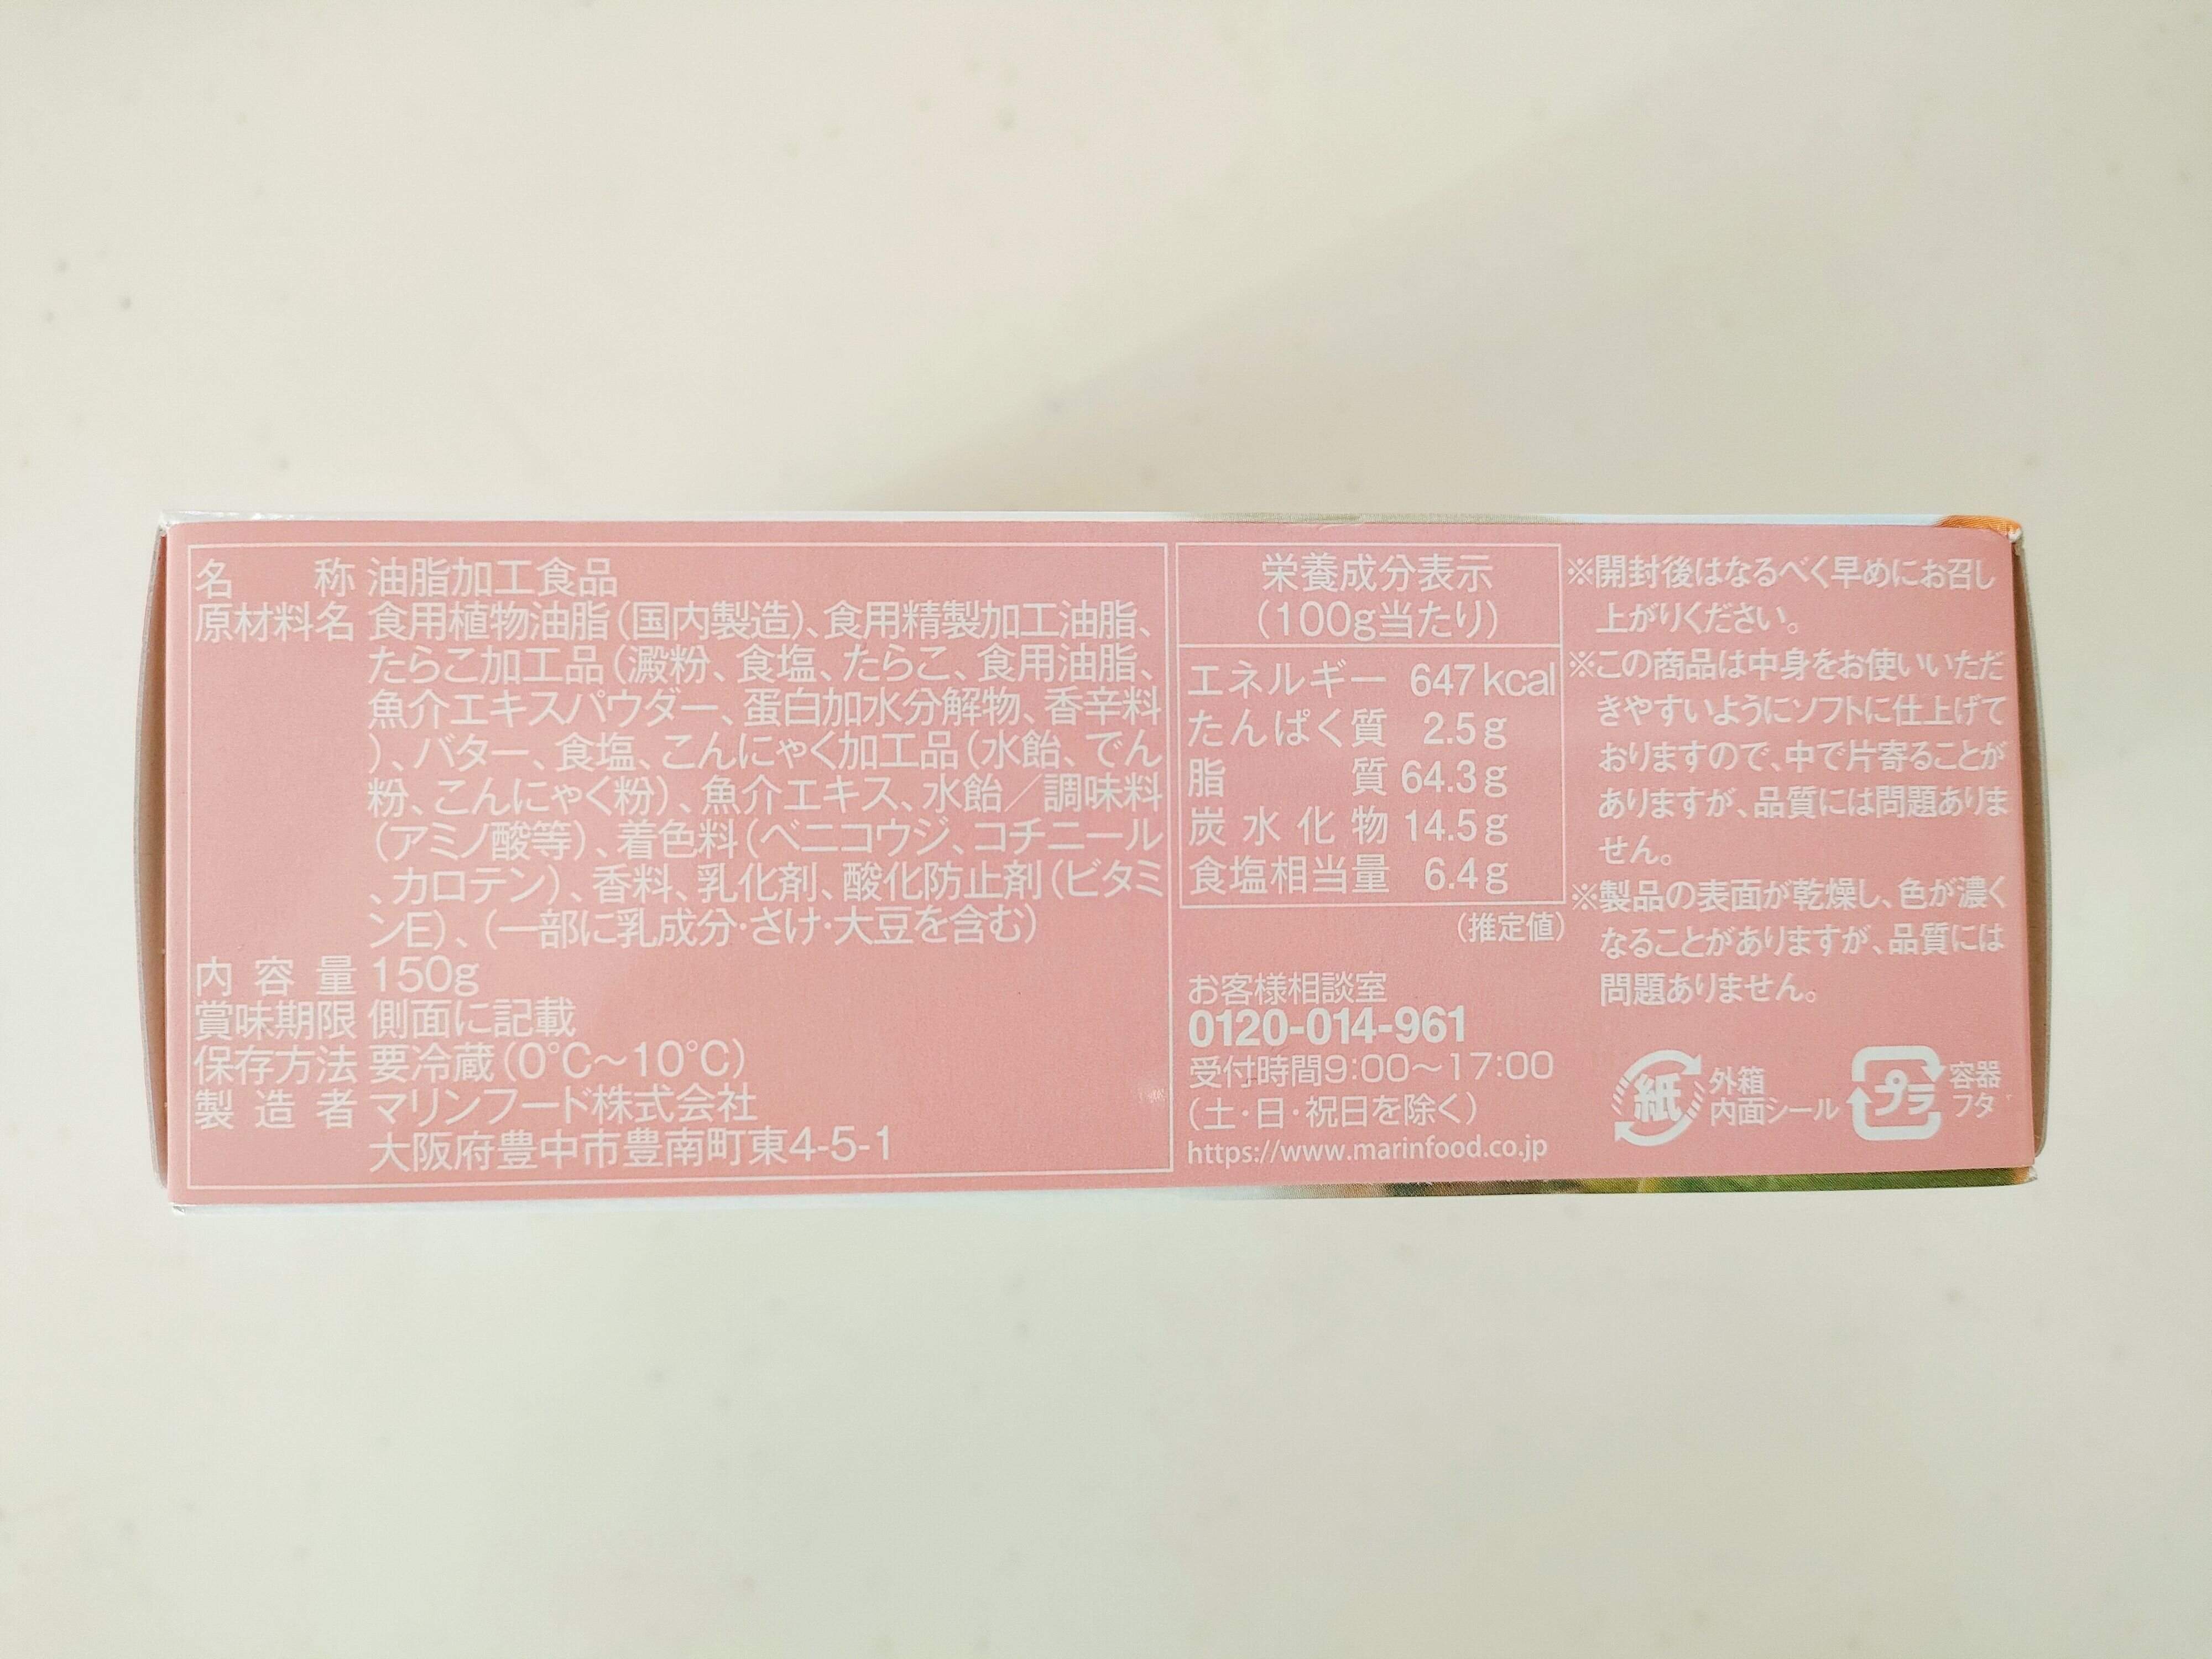 名　　称 油脂加工食品
原材料名 食用植物油脂（国内製造）、食用精製加工油脂、
たらこ加工品（澱粉、食塩、たらこ、食用油脂、
魚介エキスパウダー、蛋白加水分解物、香辛料
）、バター、食塩、こんにゃく加工品（水飴、でん
粉、こんにゃく粉）、魚介エキス、水飴／調味料
（アミノ酸等）、着色料（ベニコウジ、コチニール
、カロテン）、香料、乳化剤、酸化防止剤（ビタミ
ンE）、（一部に乳成分・さけ・大豆を含む）
内 容 量 150g
賞味期限 側面に記載
保存方法 要冷蔵（0℃～10℃）
製 造 者 マリンフード株式会社
大阪府豊中市豊南町東4-5-1
栄養成分表示
（100g当たり）
エネルギー 647kcal
たんぱく質 2.5g
脂　　質 64.3g
炭水化物 14.5g
食塩相当量 6.4g
（推定値）
お客様相談室
0120-014-961
受付時間9:00～17:00
（土・日・祝日を除く）
https://www.marinfood.co.jp
※開封後はなるべく早めにお召し
上がりください。
※この商品は中身をお使いいただ
きやすいようにソフトに仕上げて
おりますので、中で片寄ることが
ありますが、品質には問題ありま
せん。
※製品の表面が乾燥し、色が濃く
なることがありますが、品質には
問題ありません。
紙 外箱
内面シール
プラ 容器
フタ